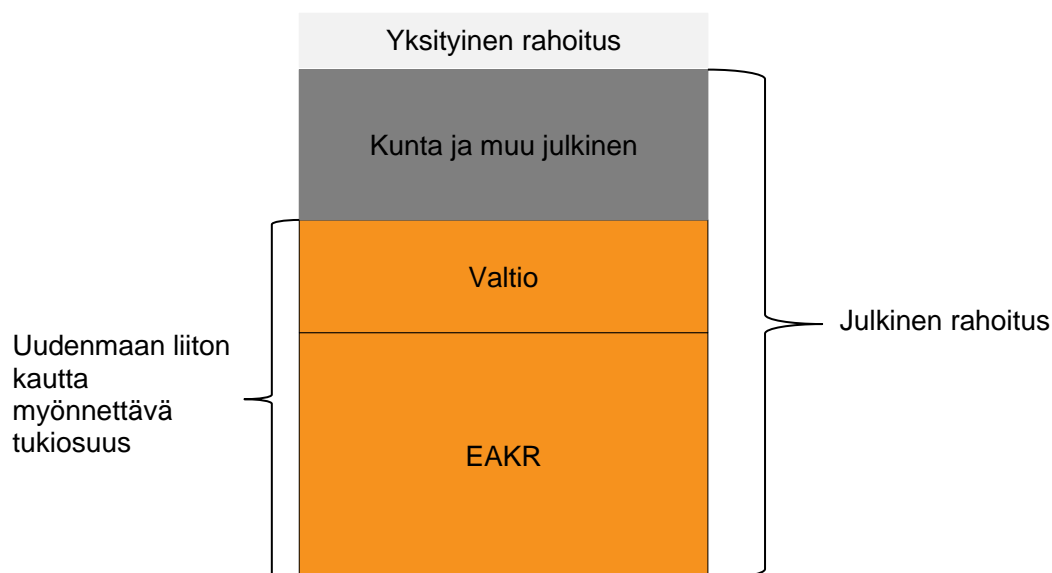 Yksityinen rahoitus
Kunta ja muu julkinen
Valtio
EAKR
Uudenmaan liiton
kautta
myönnettävä
tukiosuus
Julkinen rahoitus